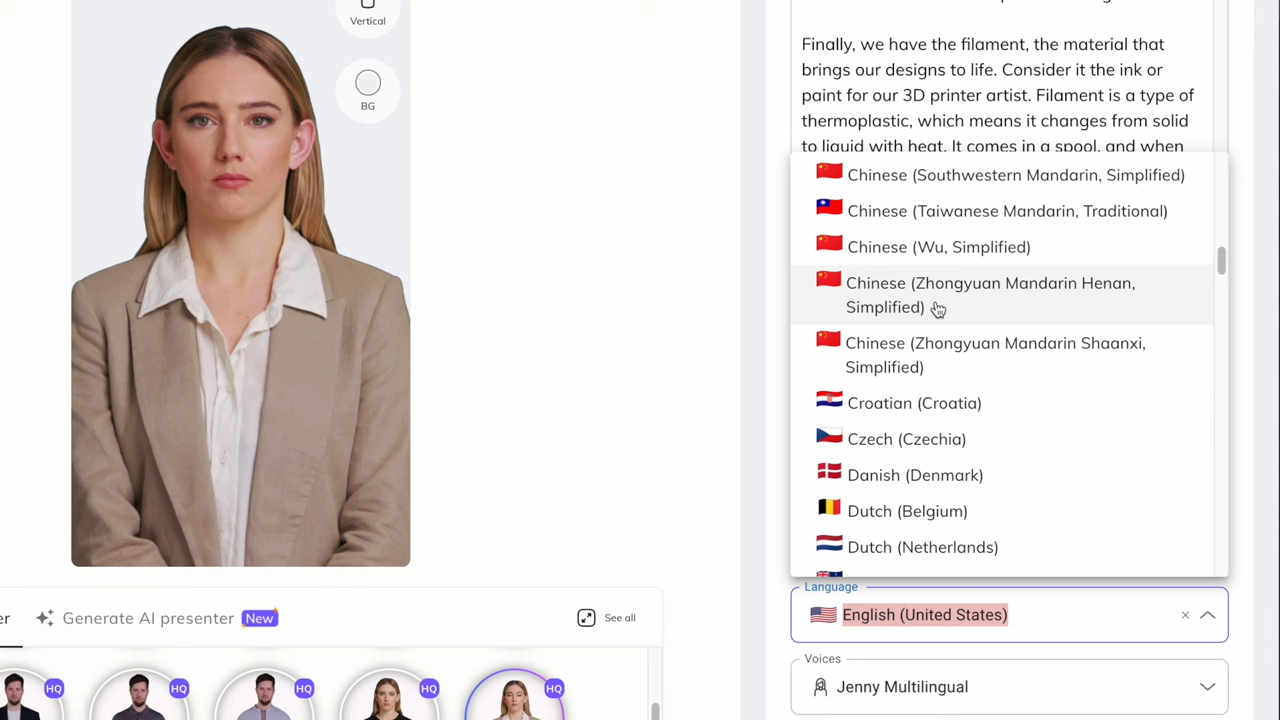 Vertical
BG
Finally, we have the filament, the material that
brings our designs to life. Consider it the ink or
paint for our 3D printer artist. Filament is a type of
thermoplastic, which means it changes from solid
to liquid with heat. It comes in a spool, and when
Chinese (Southwestern Mandarin, Simplified)
Chinese (Taiwanese Mandarin, Traditional)
Chinese (Wu, Simplified)
Chinese (Zhongyuan Mandarin Henan,
Simplified)
Chinese (Zhongyuan Mandarin Shaanxi,
Simplified)
Croatian (Croatia)
Czech (Czechia)
Danish (Denmark)
Dutch (Belgium)
Dutch (Netherlands)
Language
English (United States)
Voices
Jenny Multilingual
er
Generate AI presenter New
See all
HQ
HQ
HQ
HQ
HQ